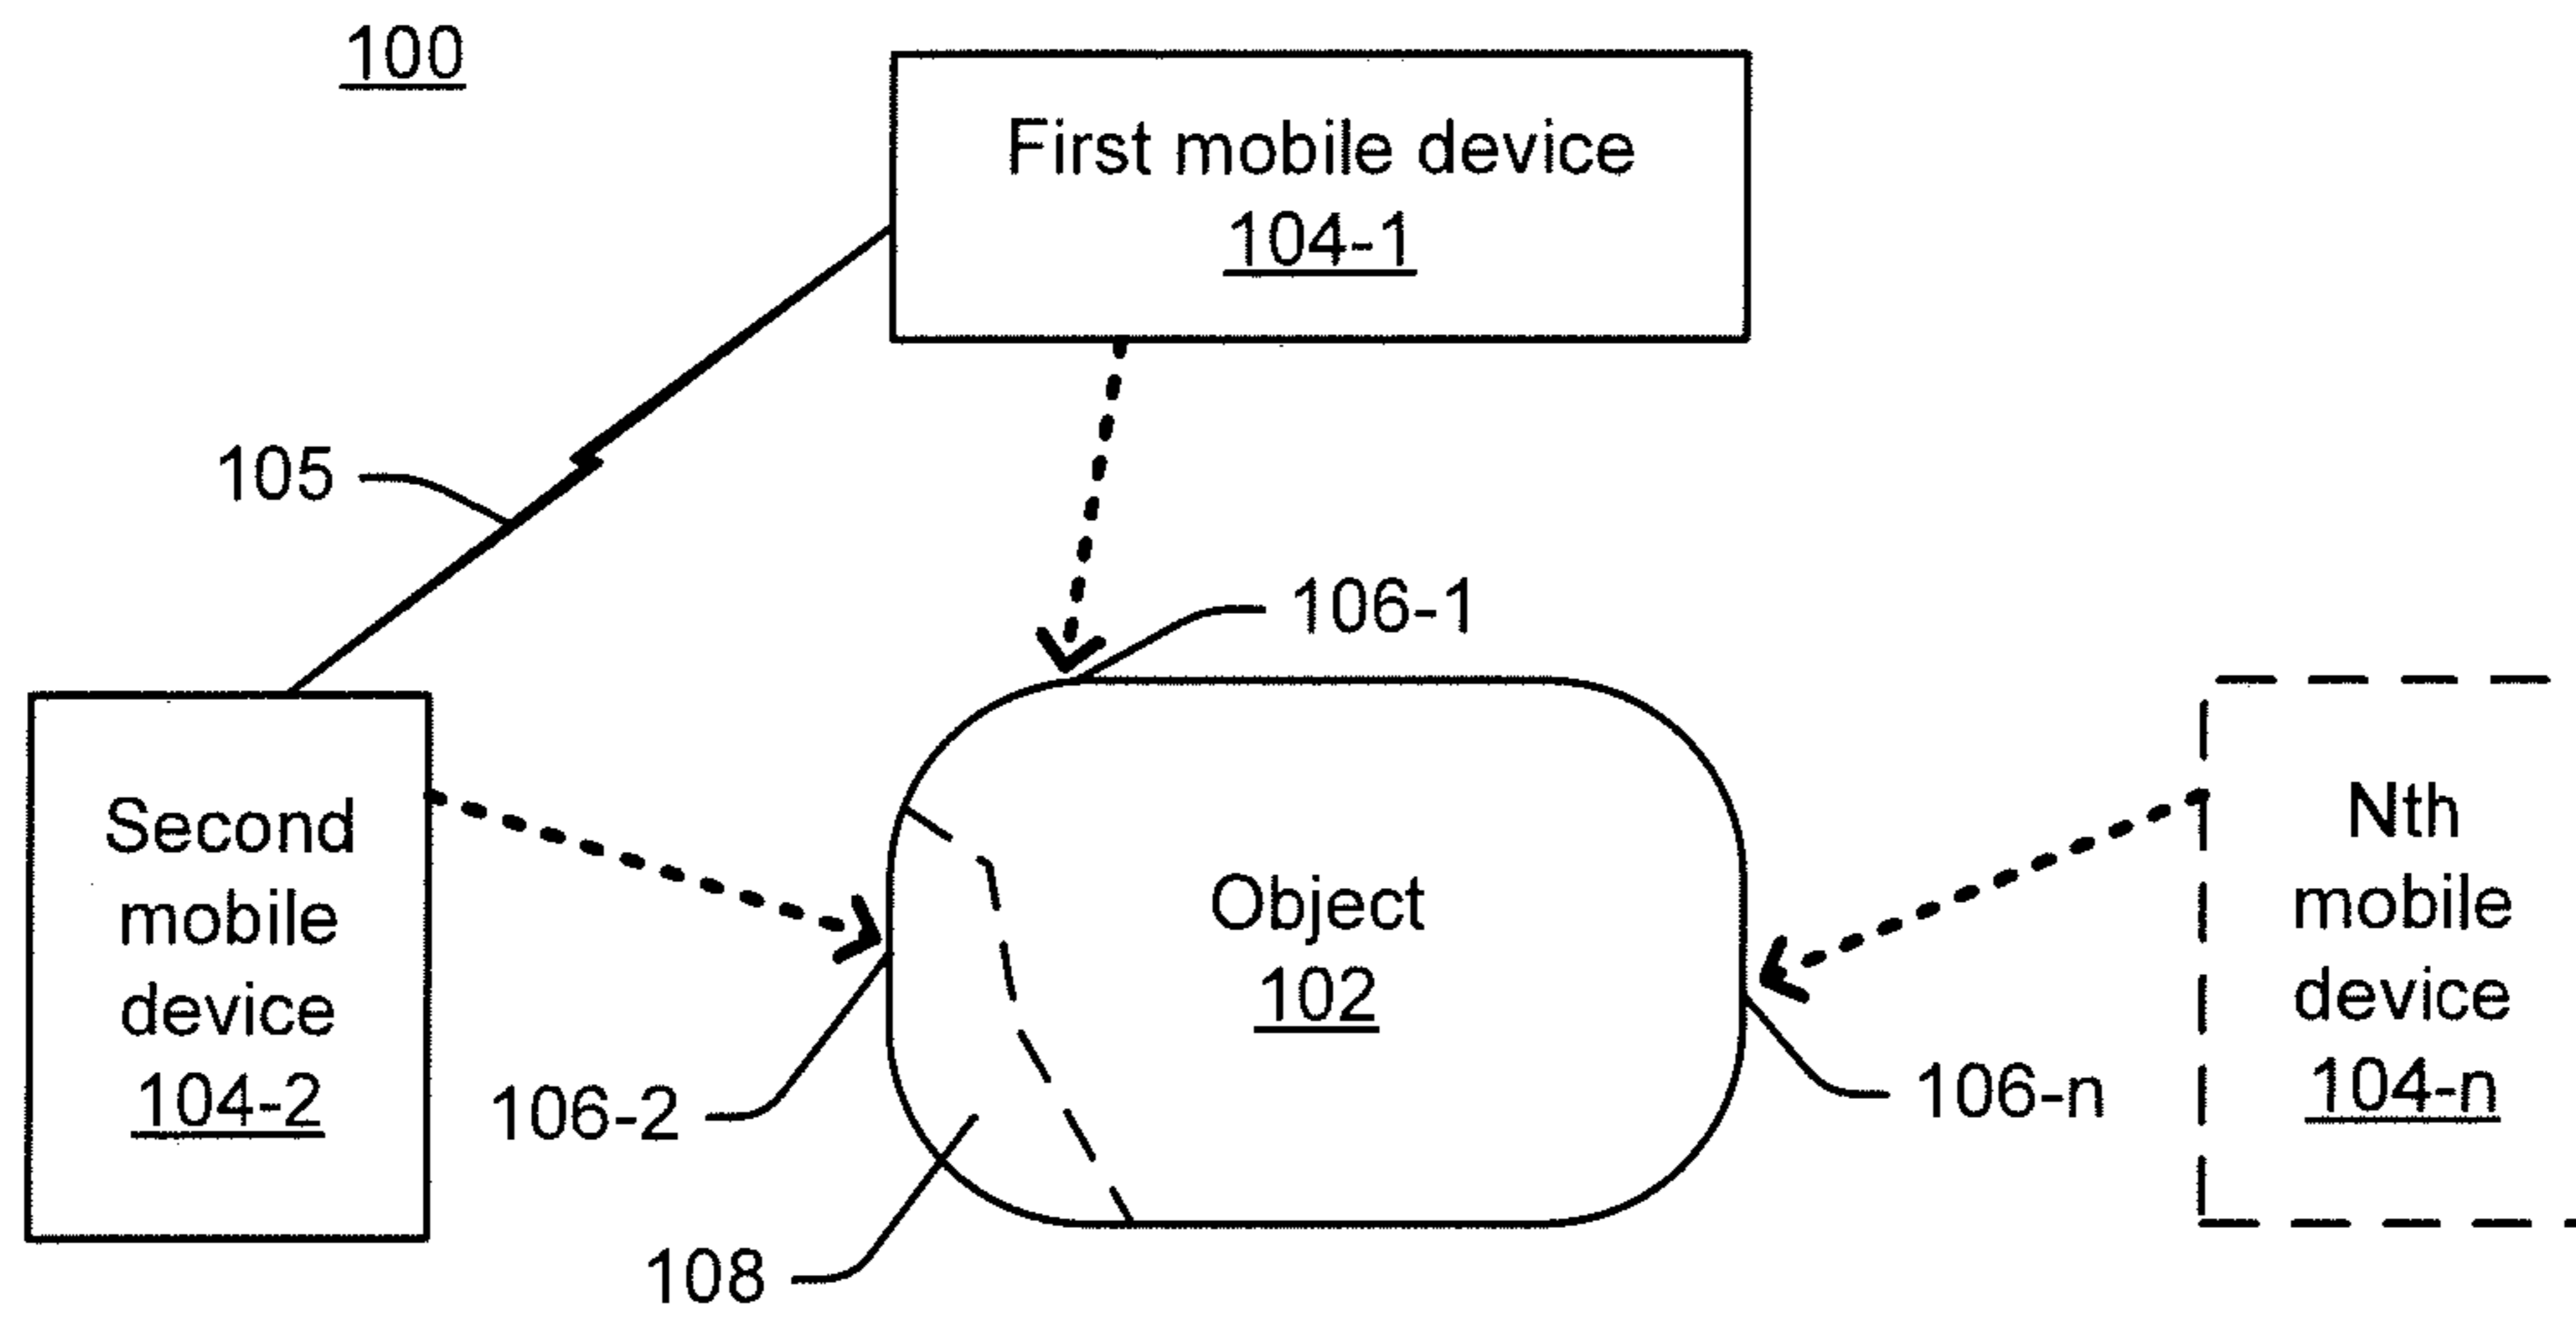 100
First mobile device
104-1
105
106-1
Second
mobile
device
104-2
Object
102
Nth
mobile
device
104-n
106-2
106-n
108